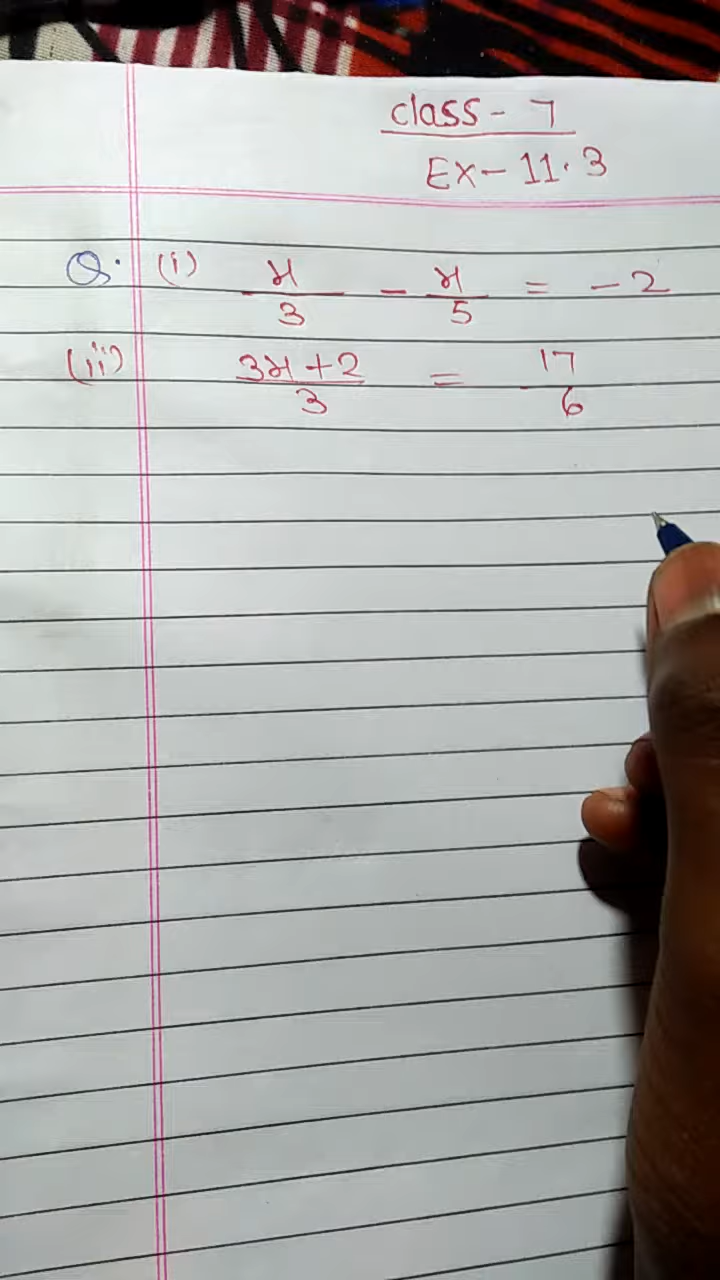 class - 7
Ex - 11.3
Q. (i) x/3 - x/5 = -2
(ii) 3x+2/3 = 17/6